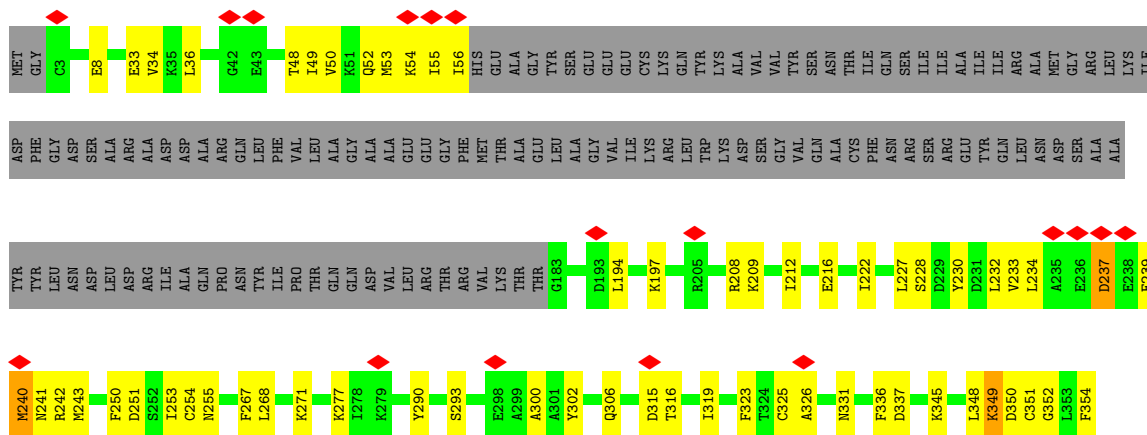 MET GLY C3 E8 E33 V34 K35 L36 G42 E43 T48 I49 V50 K51 Q52 M53 K54 I55 I56 HIS GLU ALA GLY TYR SER GLU GLU GLU CYS LYS GLN TYR LYS ALA VAL VAL TYR SER ASN THR ILE GLN SER ILE ILE ALA ILE ILE ARG ALA MET GLY ARG LEU LYS ILE
ASP PHE GLY ASP SER ALA ARG ALA ASP ASP ALA ARG GLN LEU PHE VAL LEU ALA GLY ALA ALA GLU GLU GLY PHE MET THR ALA GLU LEU ALA GLY VAL ILE LYS ARG LEU TRP LYS ASP SER GLY VAL GLN ALA CYS PHE ASN ARG SER ARG GLU TYR GLN LEU ASN ASP SER ALA ALA
TYR TYR LEU ASN ASP LEU ASP ARG ILE ALA GLN PRO ASN TYR ILE PRO THR GLN GLN ASP VAL LEU ARG THR ARG VAL LYS THR THR G183 D193 L194 K197 R205 R208 K209 I212 E216 I222 L227 S228 D229 Y230 D231 L232 V233 L234 A235 E236 D237 E238
M240 N241 R242 M243 F250 D251 S252 I253 C254 N255 F267 L268 K271 K277 I278 K279 Y290 S293 E298 A299 A300 A301 Y302 Q306 D315 T316 I319 F323 T324 C325 A326 N331 F336 D337 K345 L348 K349 D350 C351 G352 L353 F354